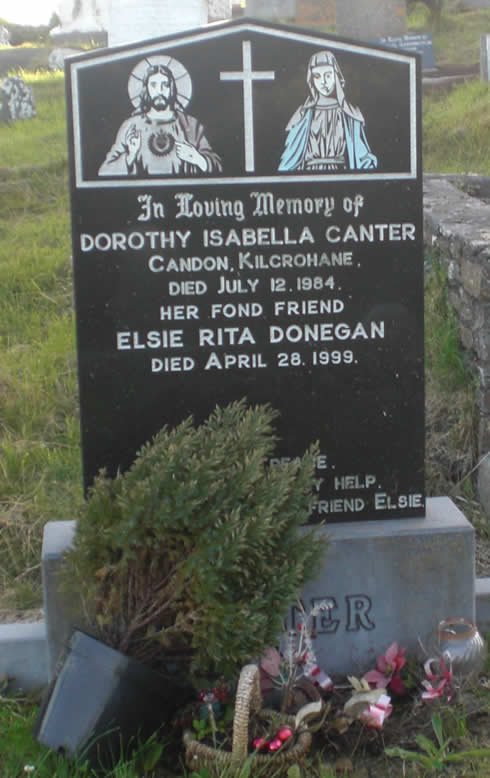 In Loving Memory of
DOROTHY ISABELLA CANTER
CANDON, KILCROHANE.
DIED JULY 12. 1984.
HER FOND FRIEND
ELSIE RITA DONEGAN
DIED APRIL 28. 1999.
HELP.
FRIEND ELSIE.